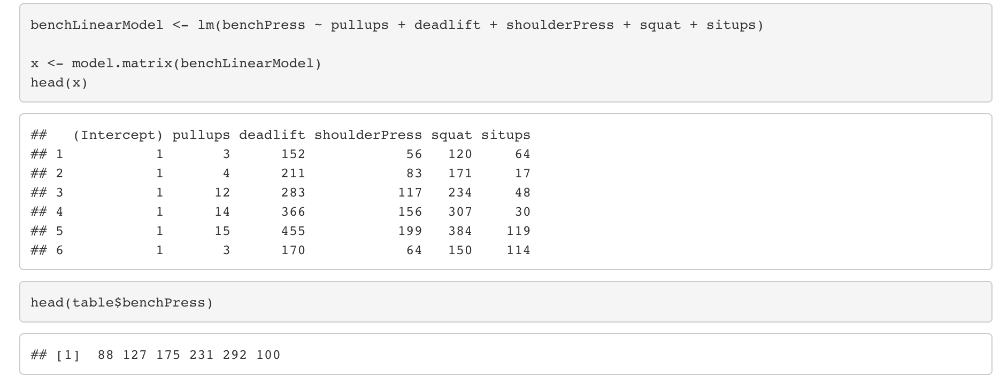 benchLinearModel <- lm(benchPress ~ pullups + deadlift + shoulderPress + squat + situps)
x <- model.matrix(benchLinearModel)
head(x)
##   (Intercept) pullups deadlift shoulderPress squat situps
## 1           1       3      152            56   120     64
## 2           1       4      211            83   171     17
## 3           1      12      283           117   234     48
## 4           1      14      366           156   307     30
## 5           1      15      455           199   384    119
## 6           1       3      170            64   150    114
head(table$benchPress)
## [1]  88 127 175 231 292 100